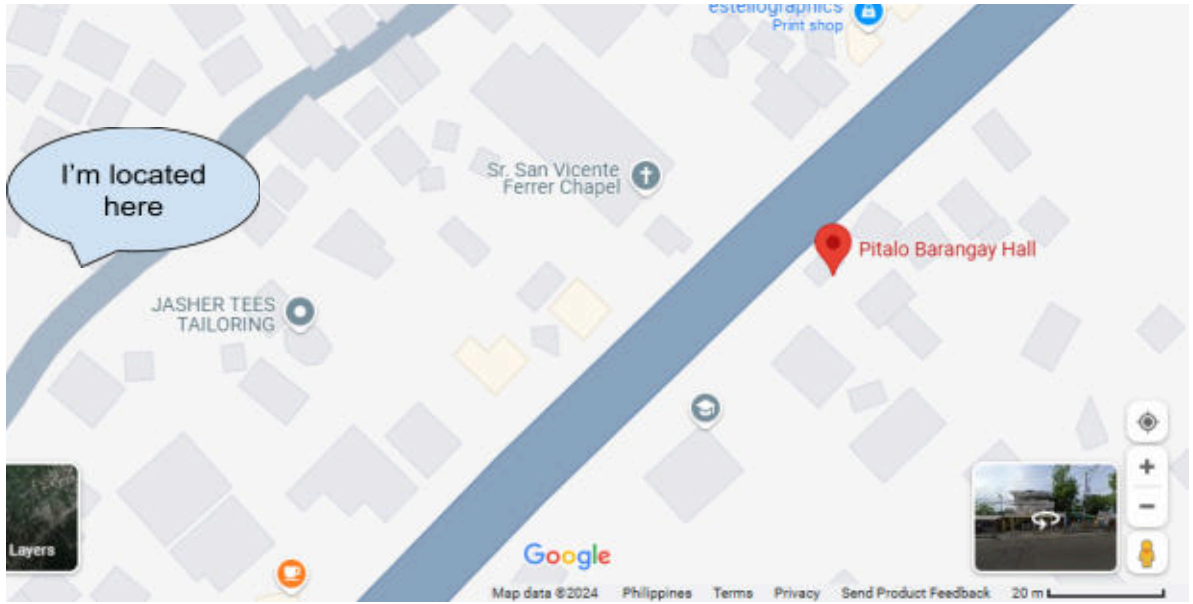 estellographics
Print shop
I'm located
here
Sr. San Vicente
Ferrer Chapel
Pitalo Barangay Hall
JASHER TEES
TAILORING
Layers
Google
Map data ©2024 Philippines Terms Privacy Send Product Feedback 20 m